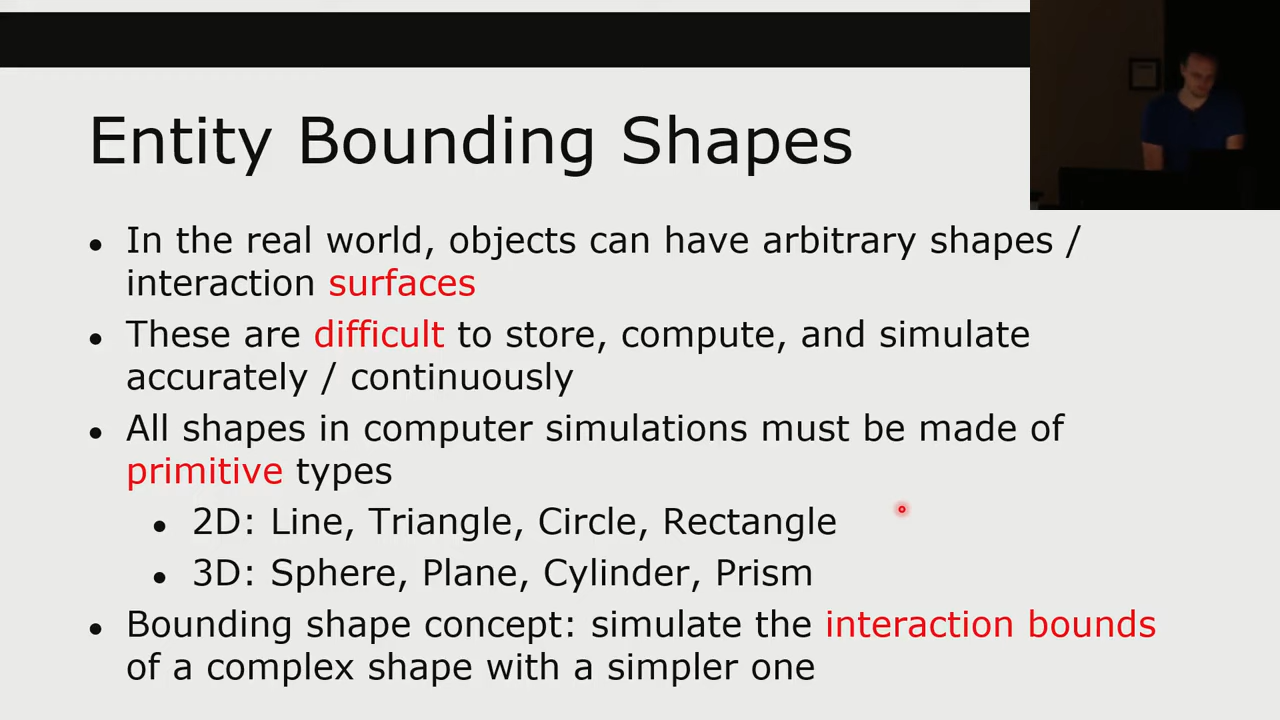 Entity Bounding Shapes
• In the real world, objects can have arbitrary shapes /
interaction surfaces
• These are difficult to store, compute, and simulate
accurately / continuously
• All shapes in computer simulations must be made of
primitive types
• 2D: Line, Triangle, Circle, Rectangle
• 3D: Sphere, Plane, Cylinder, Prism
• Bounding shape concept: simulate the interaction bounds
of a complex shape with a simpler one